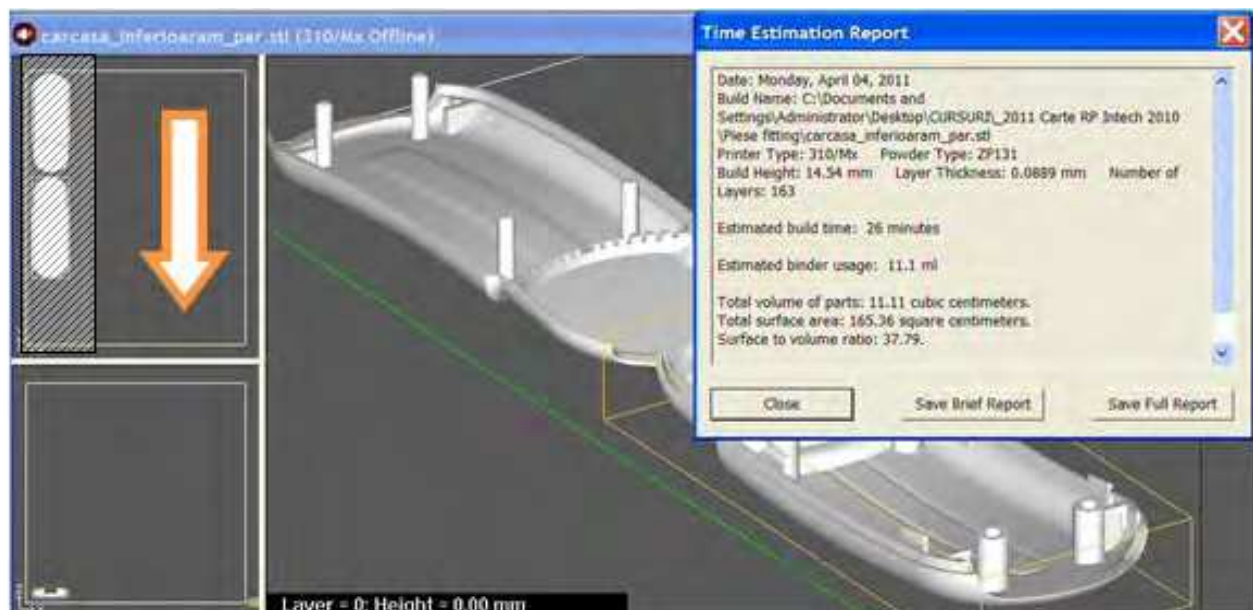 carcasa_inferioaram_par.stl (310/Mx Offline)
Time Estimation Report
Date: Monday, April 04, 2011
Build Name: C:\Documents and
Settings\Administrator\Desktop\CURSURI\_2011 Carte RP Intech 2010
\Piese fitting\carcasa_inferioaram_par.stl
Printer Type: 310/Mx Powder Type: ZP131
Build Height: 14.54 mm Layer Thickness: 0.0889 mm Number of
Layers: 163
Estimated build time: 26 minutes
Estimated binder usage: 11.1 ml
Total volume of parts: 11.11 cubic centimeters.
Total surface area: 165.36 square centimeters.
Surface to volume ratio: 37.79.
Close Save Brief Report Save Full Report
Layer = 0: Height = 0.00 mm